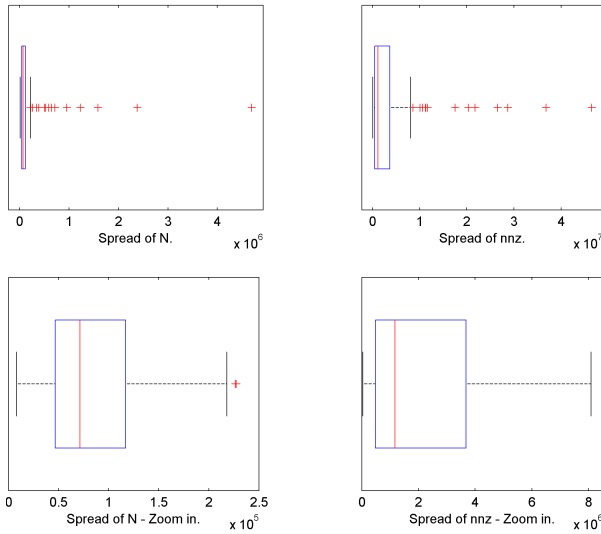 0 1 2 3 4
Spread of N.
x 10^6
0 1 2 3 4
Spread of nnz.
x 10^7
0 0.5 1 1.5 2 2.5
Spread of N - Zoom in.
x 10^5
0 2 4 6 8
Spread of nnz - Zoom in.
x 10^6